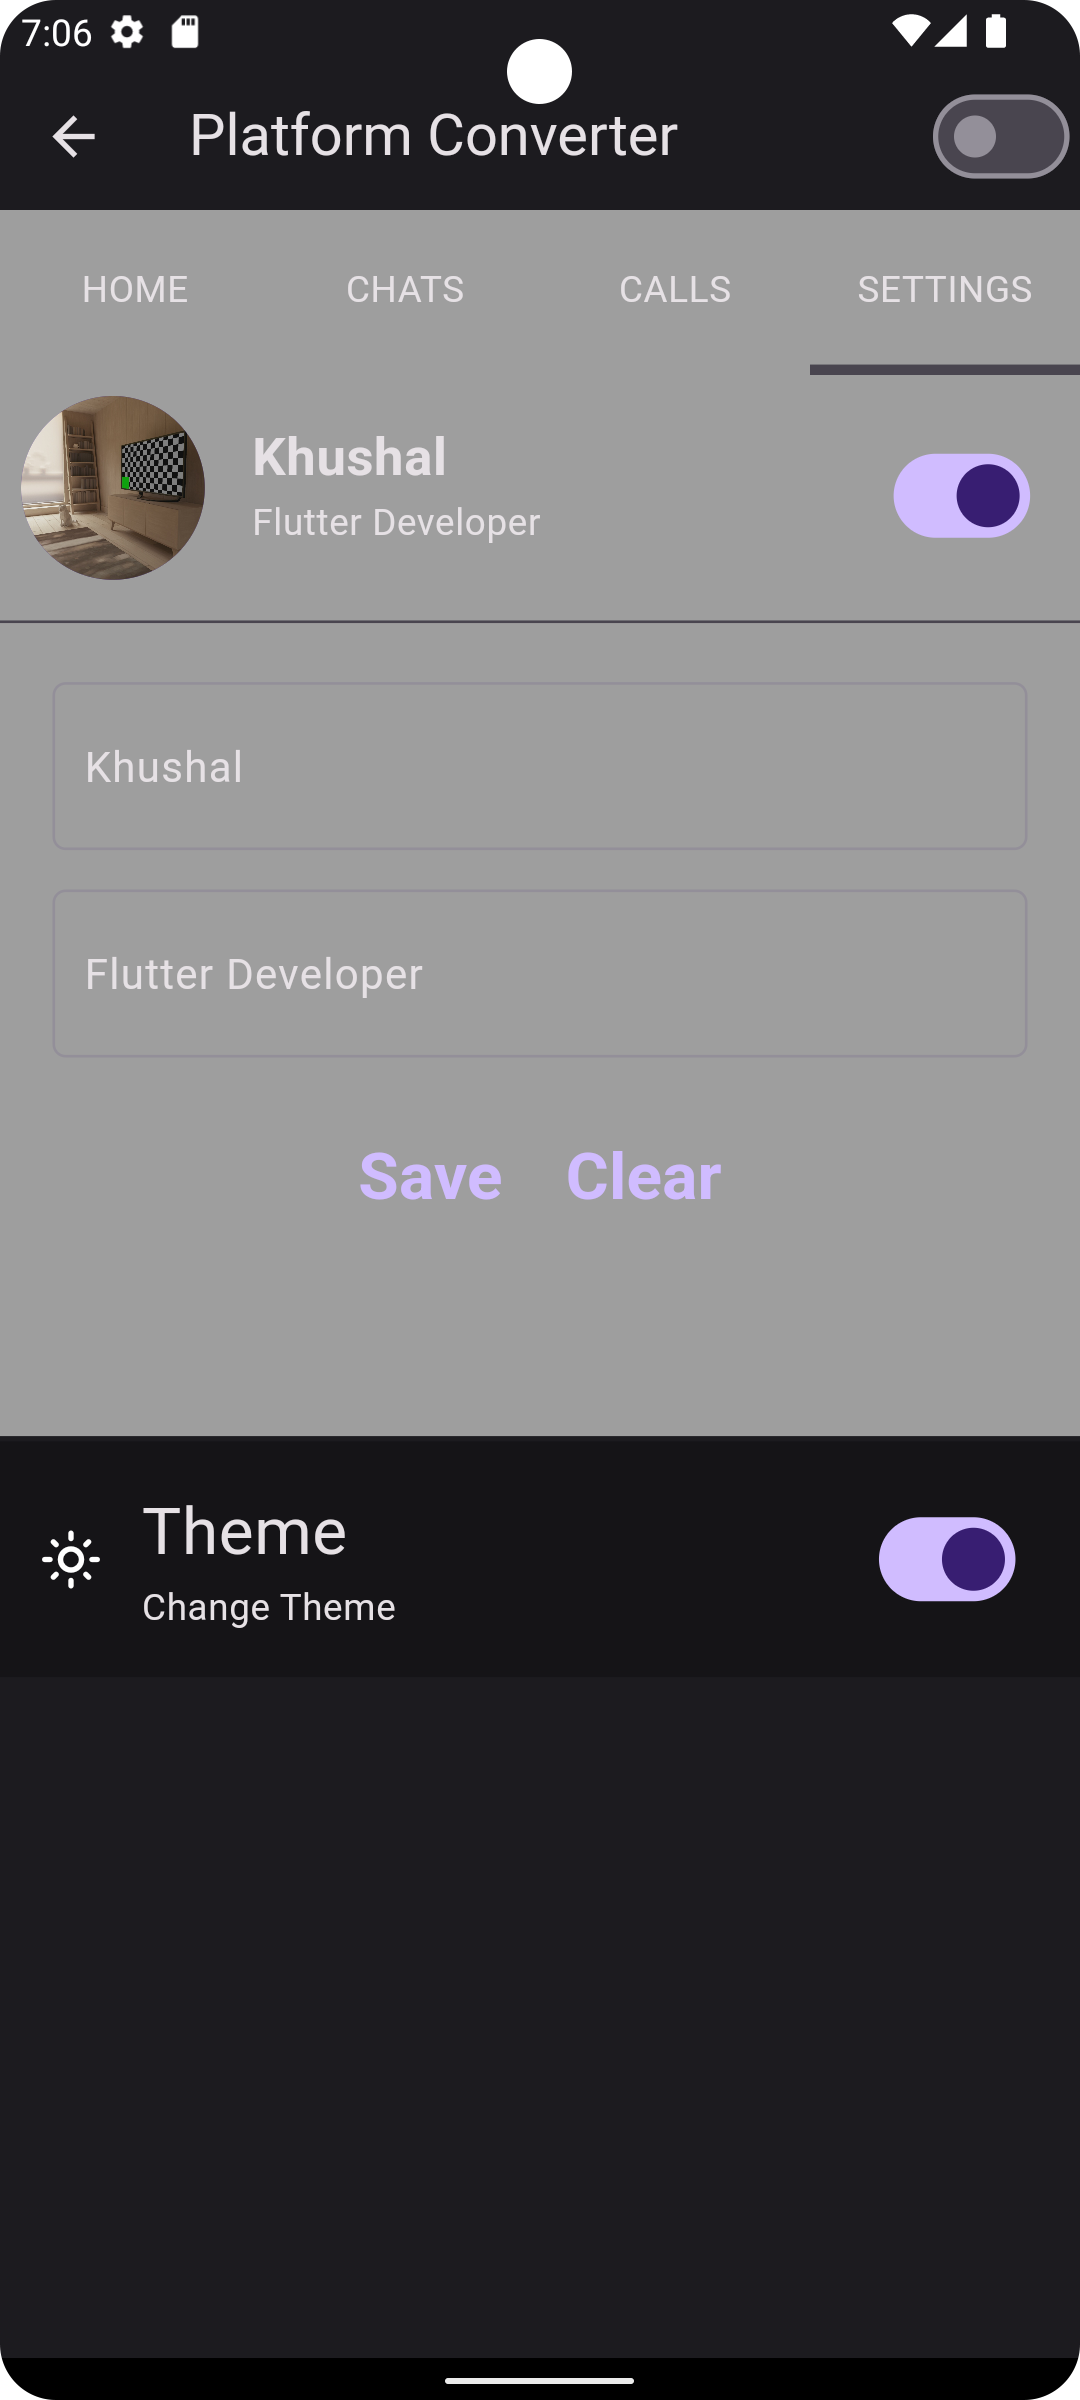 7:06
Platform Converter
HOME CHATS CALLS SETTINGS
Khushal
Flutter Developer
Khushal
Flutter Developer
Save Clear
Theme
Change Theme